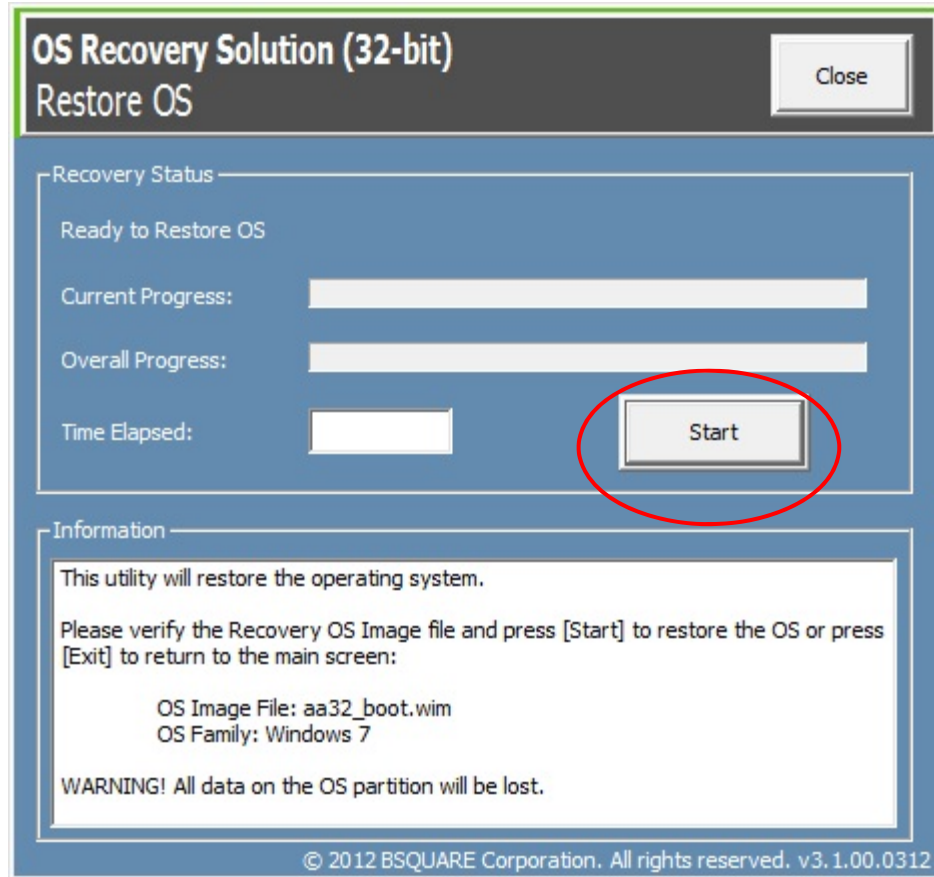 OS Recovery Solution (32-bit)
Restore OS
Close
Recovery Status
Ready to Restore OS
Current Progress:
Overall Progress:
Time Elapsed:
Start
Information
This utility will restore the operating system.
Please verify the Recovery OS Image file and press [Start] to restore the OS or press
[Exit] to return to the main screen:
OS Image File: aa32_boot.wim
OS Family: Windows 7
WARNING! All data on the OS partition will be lost.
© 2012 BSQUARE Corporation. All rights reserved. v3.1.00.0312